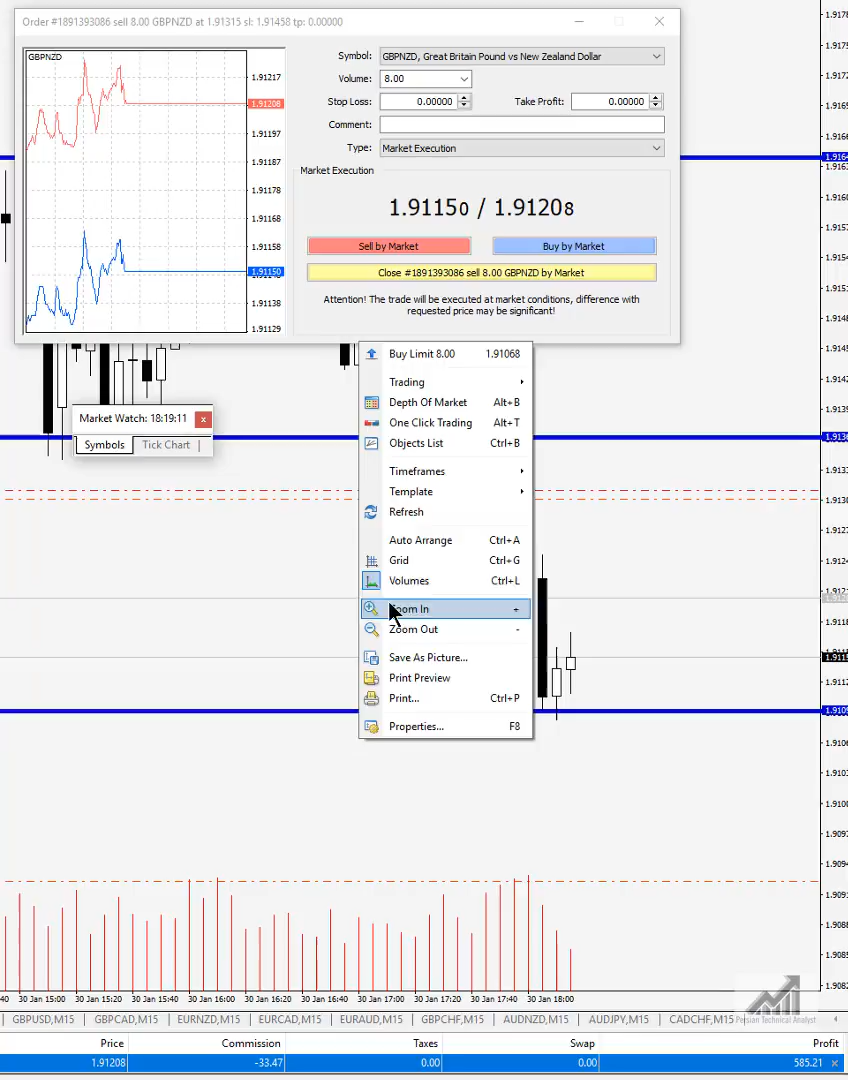 Order #1891393086 sell 8.00 GBPNZD at 1.91315 sl: 1.91458 tp: 0.00000
GBPNZD
1.91217
1.91208
1.91197
1.91187
1.91178
1.91168
1.91158
1.91150
1.91138
1.91129
Symbol: GBPNZD, Great Britain Pound vs New Zealand Dollar
Volume: 8.00
Stop Loss: 0.00000 Take Profit: 0.00000
Comment:
Type: Market Execution
Market Execution
1.91150 / 1.91208
Sell by Market Buy by Market
Close #1891393086 sell 8.00 GBPNZD by Market
Attention! The trade will be executed at market conditions, difference with
requested price may be significant!
Market Watch: 18:19:11
Symbols Tick Chart
Buy Limit 8.00 1.91068
Trading
Depth Of Market Alt+B
One Click Trading Alt+T
Objects List Ctrl+B
Timeframes
Template
Refresh
Auto Arrange Ctrl+A
Grid Ctrl+G
Volumes Ctrl+L
Zoom In +
Zoom Out -
Save As Picture...
Print Preview
Print... Ctrl+P
Properties... F8
:40 30 Jan 15:00 30 Jan 15:20 30 Jan 15:40 30 Jan 16:00 30 Jan 16:20 30 Jan 16:40 30 Jan 17:00 30 Jan 17:20 30 Jan 17:40 30 Jan 18:00
Persian Technical Analyst
GBPUSD,M15 GBPCAD,M15 EURNZD,M15 EURCAD,M15 EURAUD,M15 GBPCHF,M15 AUDNZD,M15 AUDJPY,M15 CADCHF,M15
Price Commission Taxes Swap Profit
1.91208 -33.47 0.00 0.00 585.21